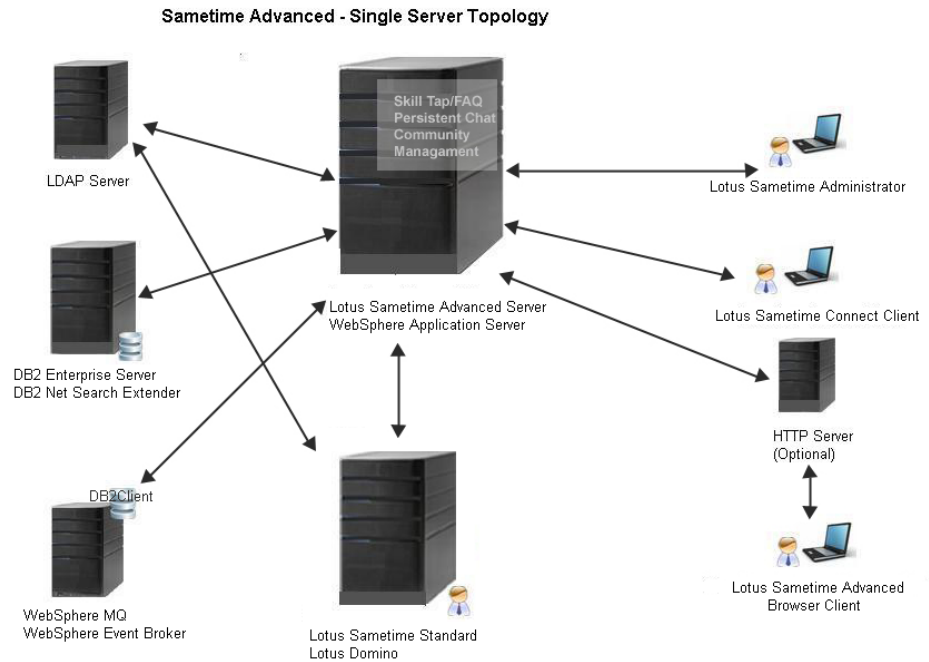 Sametime Advanced - Single Server Topology
Skill Tap/FAQ
Persistent Chat
Community
Managament
LDAP Server
Lotus Sametime Administrator
Lotus Sametime Advanced Server
WebSphere Application Server
Lotus Sametime Connect Client
DB2 Enterprise Server
DB2 Net Search Extender
HTTP Server
(Optional)
DB2Client
WebSphere MQ
WebSphere Event Broker
Lotus Sametime Standard
Lotus Domino
Lotus Sametime Advanced
Browser Client